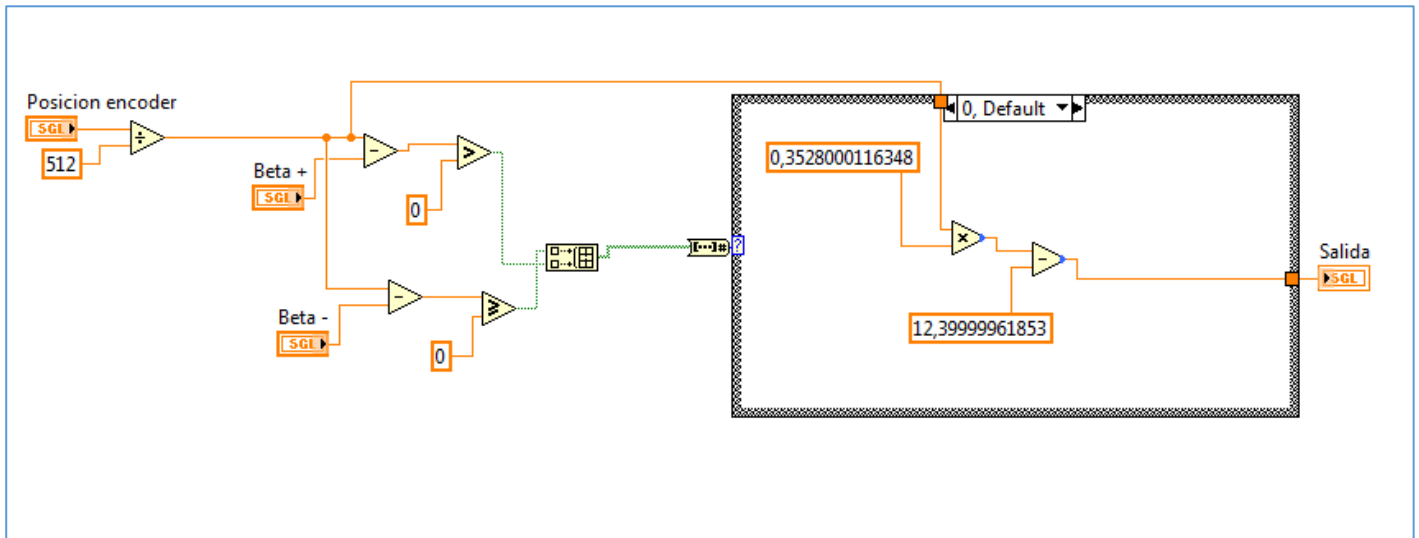 Posicion encoder
SGL
÷
512
Beta +
SGL
-
>
0
Beta -
SGL
-
≥
0
[...]#
?
0, Default
0,3528000116348
×
-
12,39999961853
Salida
SGL